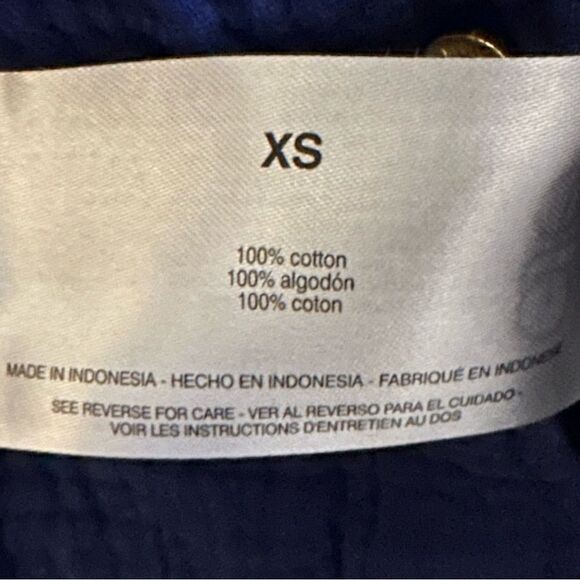 XS
100% cotton
100% algodón
100% coton
MADE IN INDONESIA - HECHO EN INDONESIA - FABRIQUÉ EN INDONÉSIE
SEE REVERSE FOR CARE - VER AL REVERSO PARA EL CUIDADO -
VOIR LES INSTRUCTIONS D'ENTRETIEN AU DOS